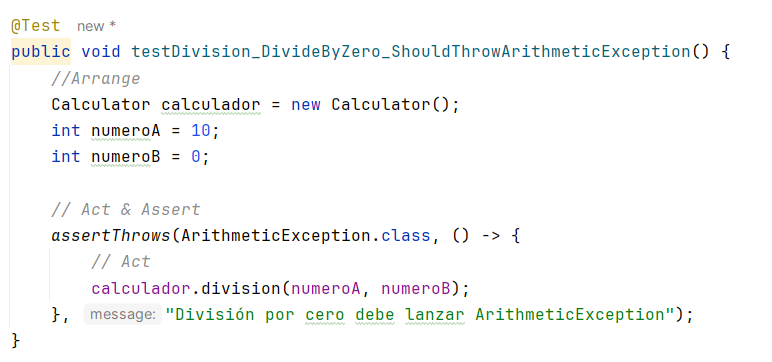 @Test new *
public void testDivision_DivideByZero_ShouldThrowArithmeticException() {
//Arrange
Calculator calculador = new Calculator();
int numeroA = 10;
int numeroB = 0;
// Act & Assert
assertThrows(ArithmeticException.class, () -> {
// Act
calculador.division(numeroA, numeroB);
}, message: "División por cero debe lanzar ArithmeticException");
}